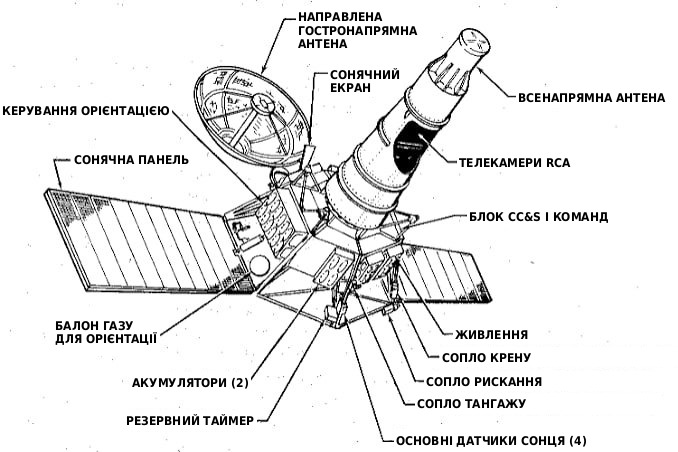 НАПРАВЛЕНА
ГОСТРОНАПРЯМНА
АНТЕНА
СОНЯЧНИЙ
ЕКРАН
ВСЕНАПРЯМНА АНТЕНА
КЕРУВАННЯ ОРІЄНТАЦІЄЮ
СОНЯЧНА ПАНЕЛЬ
ТЕЛЕКАМЕРИ RCA
БЛОК CC&S І КОМАНД
БАЛОН ГАЗУ
ДЛЯ ОРІЄНТАЦІЇ
ЖИВЛЕННЯ
СОПЛО КРЕНУ
АКУМУЛЯТОРИ (2)
СОПЛО РИСКАННЯ
СОПЛО ТАНГАЖУ
РЕЗЕРВНИЙ ТАЙМЕР
ОСНОВНІ ДАТЧИКИ СОНЦЯ (4)